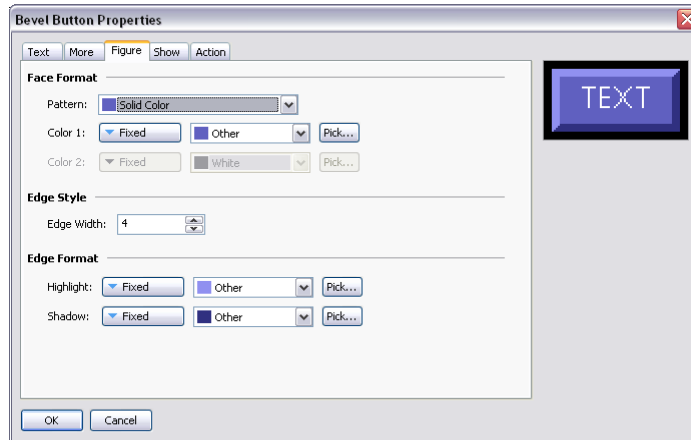 Bevel Button Properties
Text More Figure Show Action
Face Format
Pattern: Solid Color
Color 1: Fixed Other Pick...
Color 2: Fixed White Pick...
Edge Style
Edge Width: 4
Edge Format
Highlight: Fixed Other Pick...
Shadow: Fixed Other Pick...
OK Cancel
TEXT